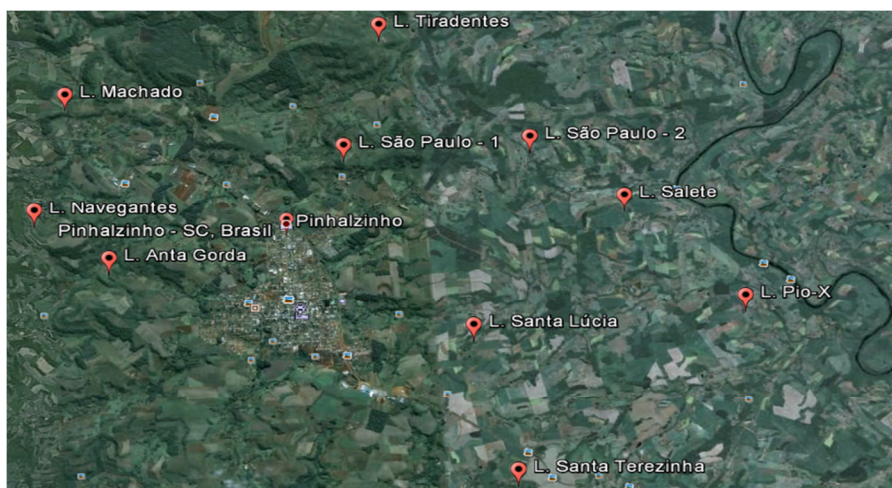 L. Tiradentes
L. Machado
L. São Paulo - 1
L. São Paulo - 2
L. Salete
L. Navegantes
Pinhalzinho
Pinhalzinho - SC, Brasil
L. Anta Gorda
L. Pio-X
L. Santa Lúcia
L. Santa Terezinha